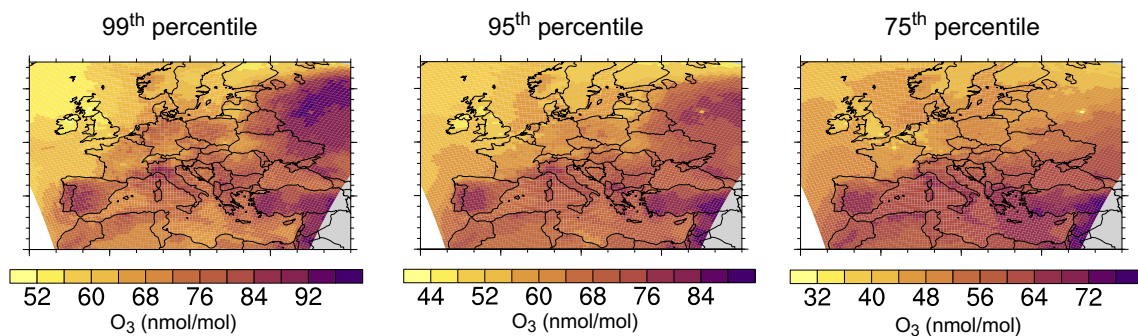 99th percentile
95th percentile
75th percentile
52 60 68 76 84 92
44 52 60 68 76 84
32 40 48 56 64 72
O3 (nmol/mol)
O3 (nmol/mol)
O3 (nmol/mol)